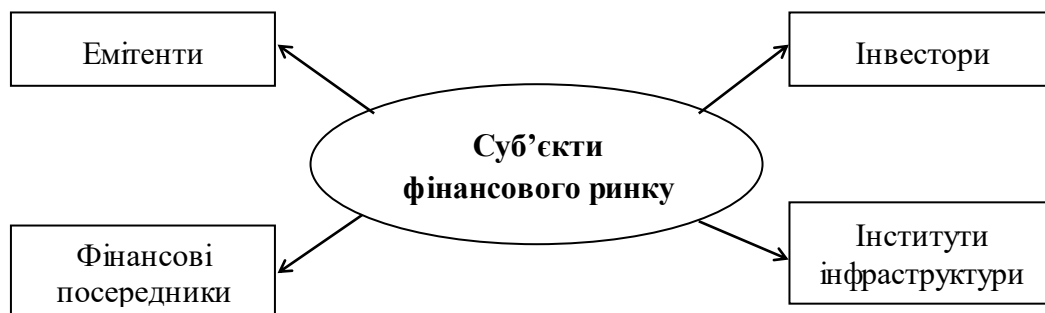 Емітенти
Інвестори
Суб’єкти
фінансового ринку
Фінансові
посередники
Інститути
інфраструктури